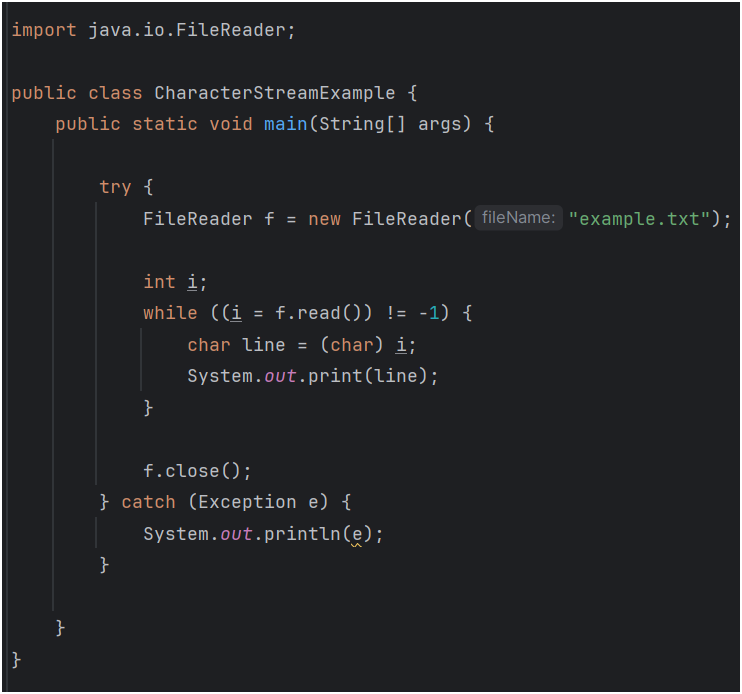 import java.io.FileReader;
public class CharacterStreamExample {
public static void main(String[] args) {
try {
FileReader f = new FileReader( fileName: "example.txt");
int i;
while ((i = f.read()) != -1) {
char line = (char) i;
System.out.print(line);
}
f.close();
} catch (Exception e) {
System.out.println(e);
}
}
}